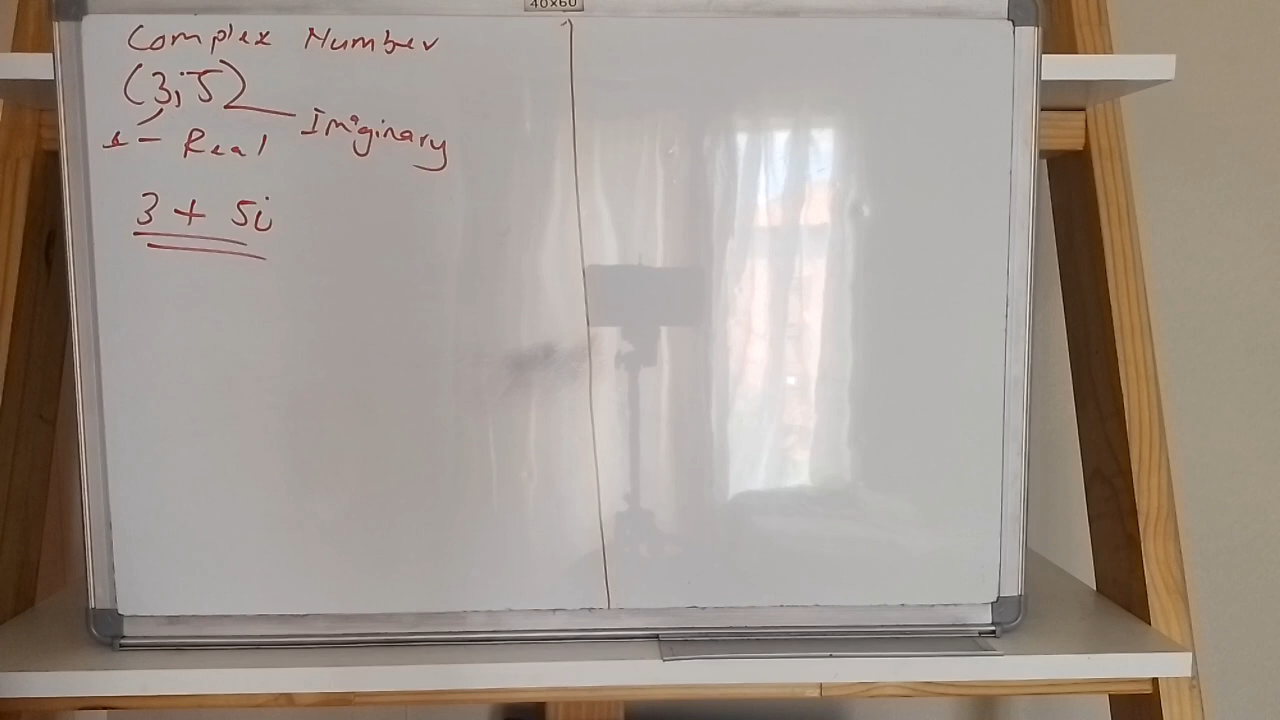 40x60
Complex Number
(3;5)
Imaginary
- Real
3 + 5i